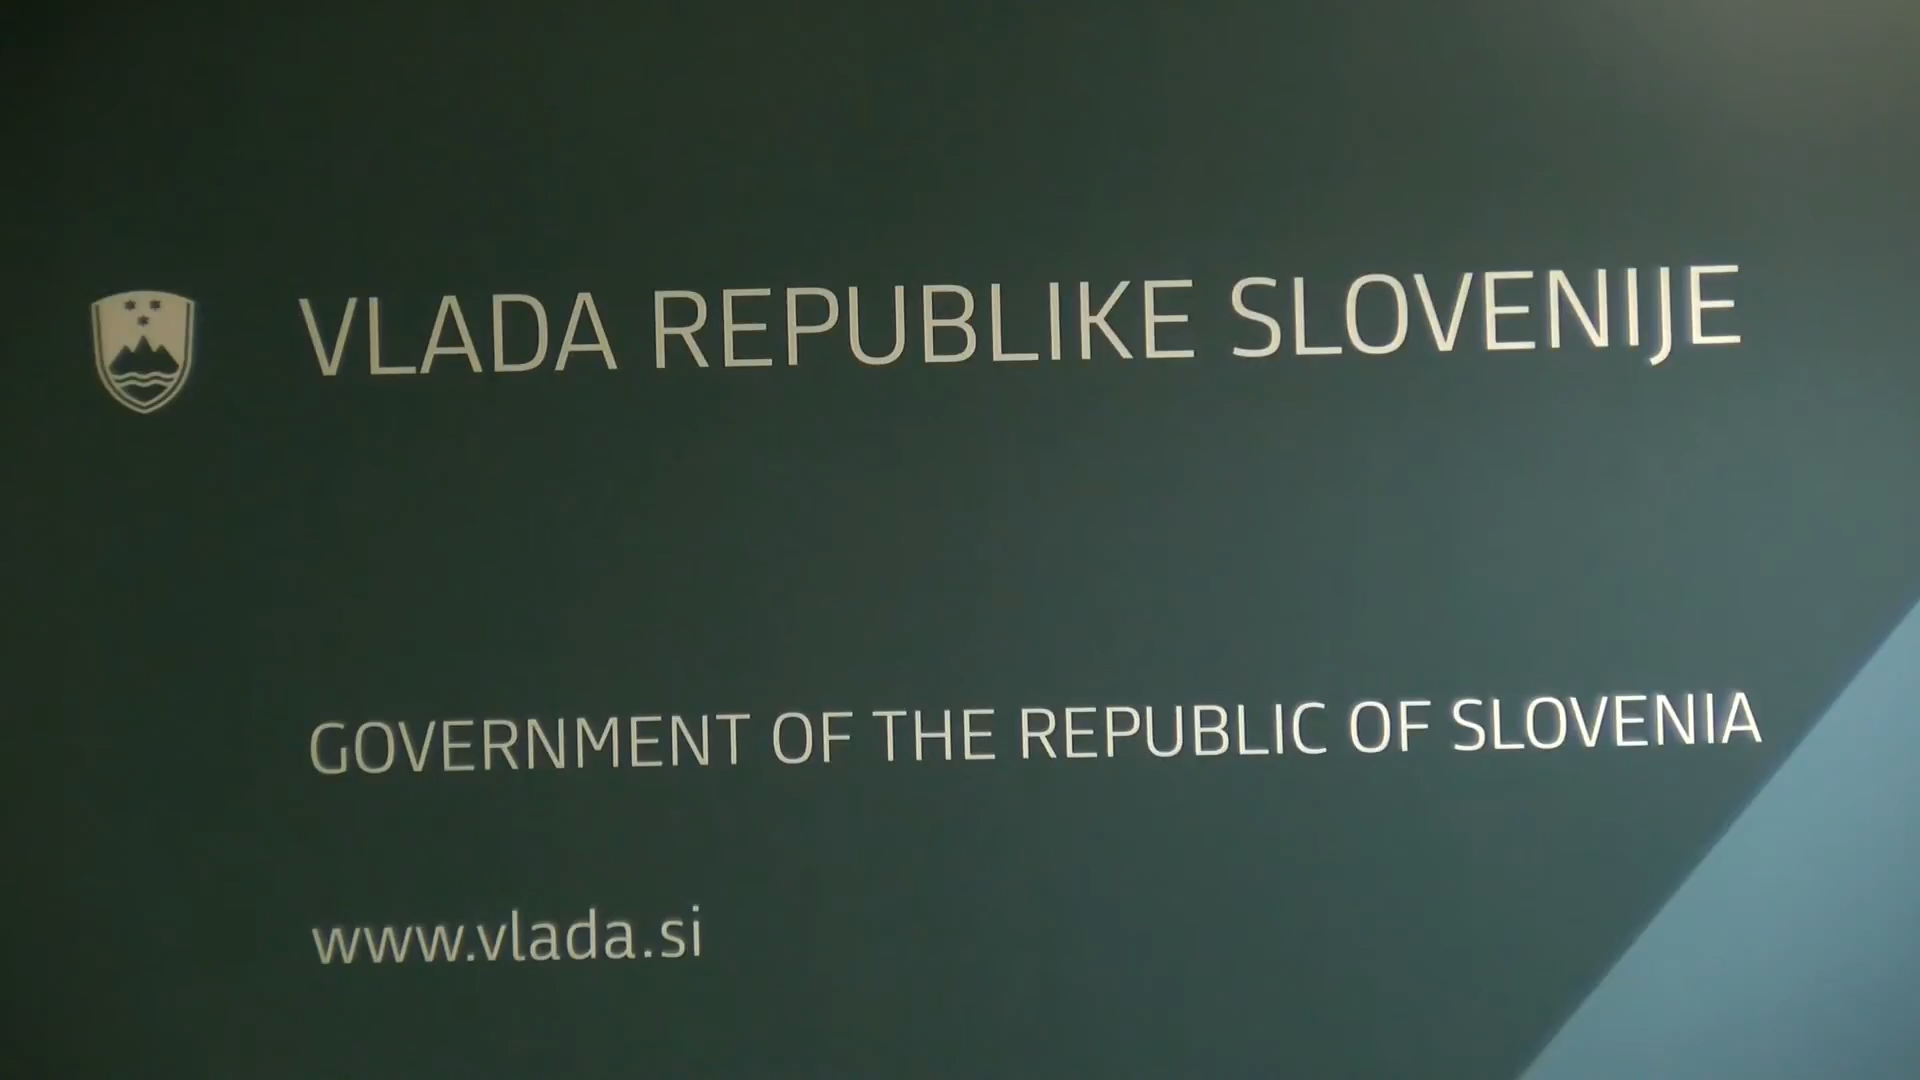 VLADA REPUBLIKE SLOVENIJE
GOVERNMENT OF THE REPUBLIC OF SLOVENIA
www.vlada.si